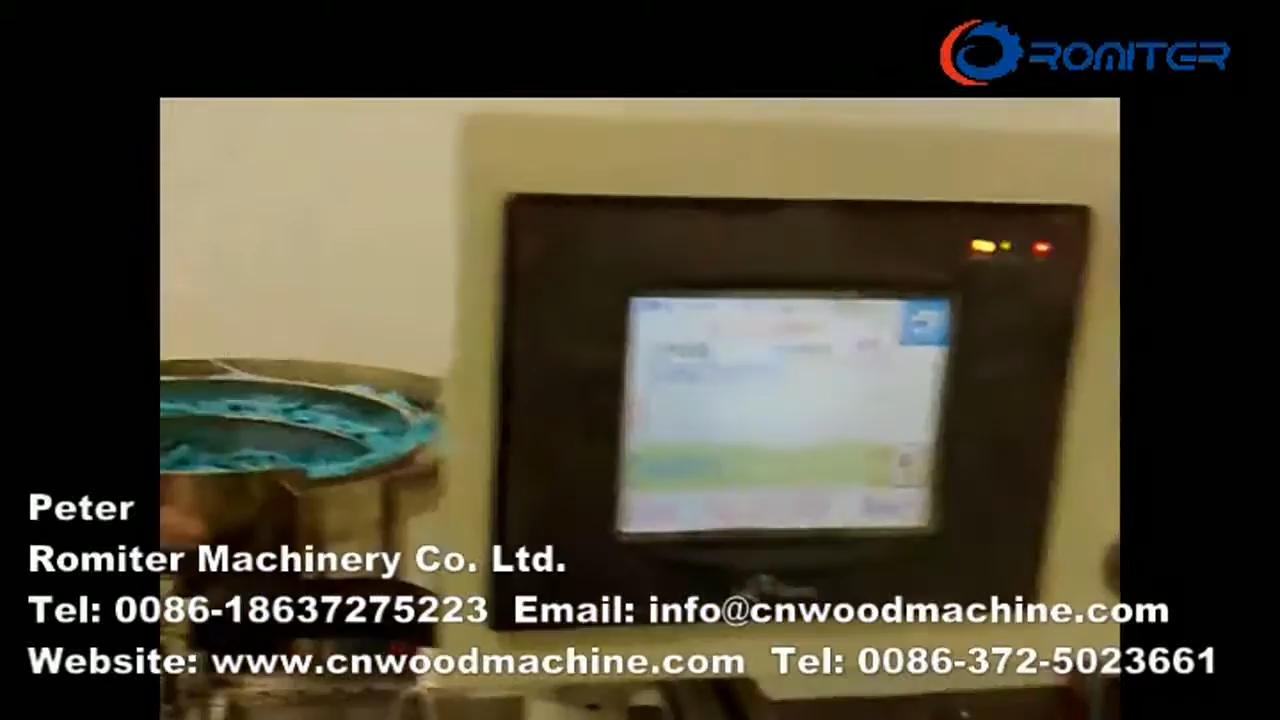 ROMITER
Peter
Romiter Machinery Co. Ltd.
Tel: 0086-18637275223 Email: info@cnwoodmachine.com
Website: www.cnwoodmachine.com Tel: 0086-372-5023661